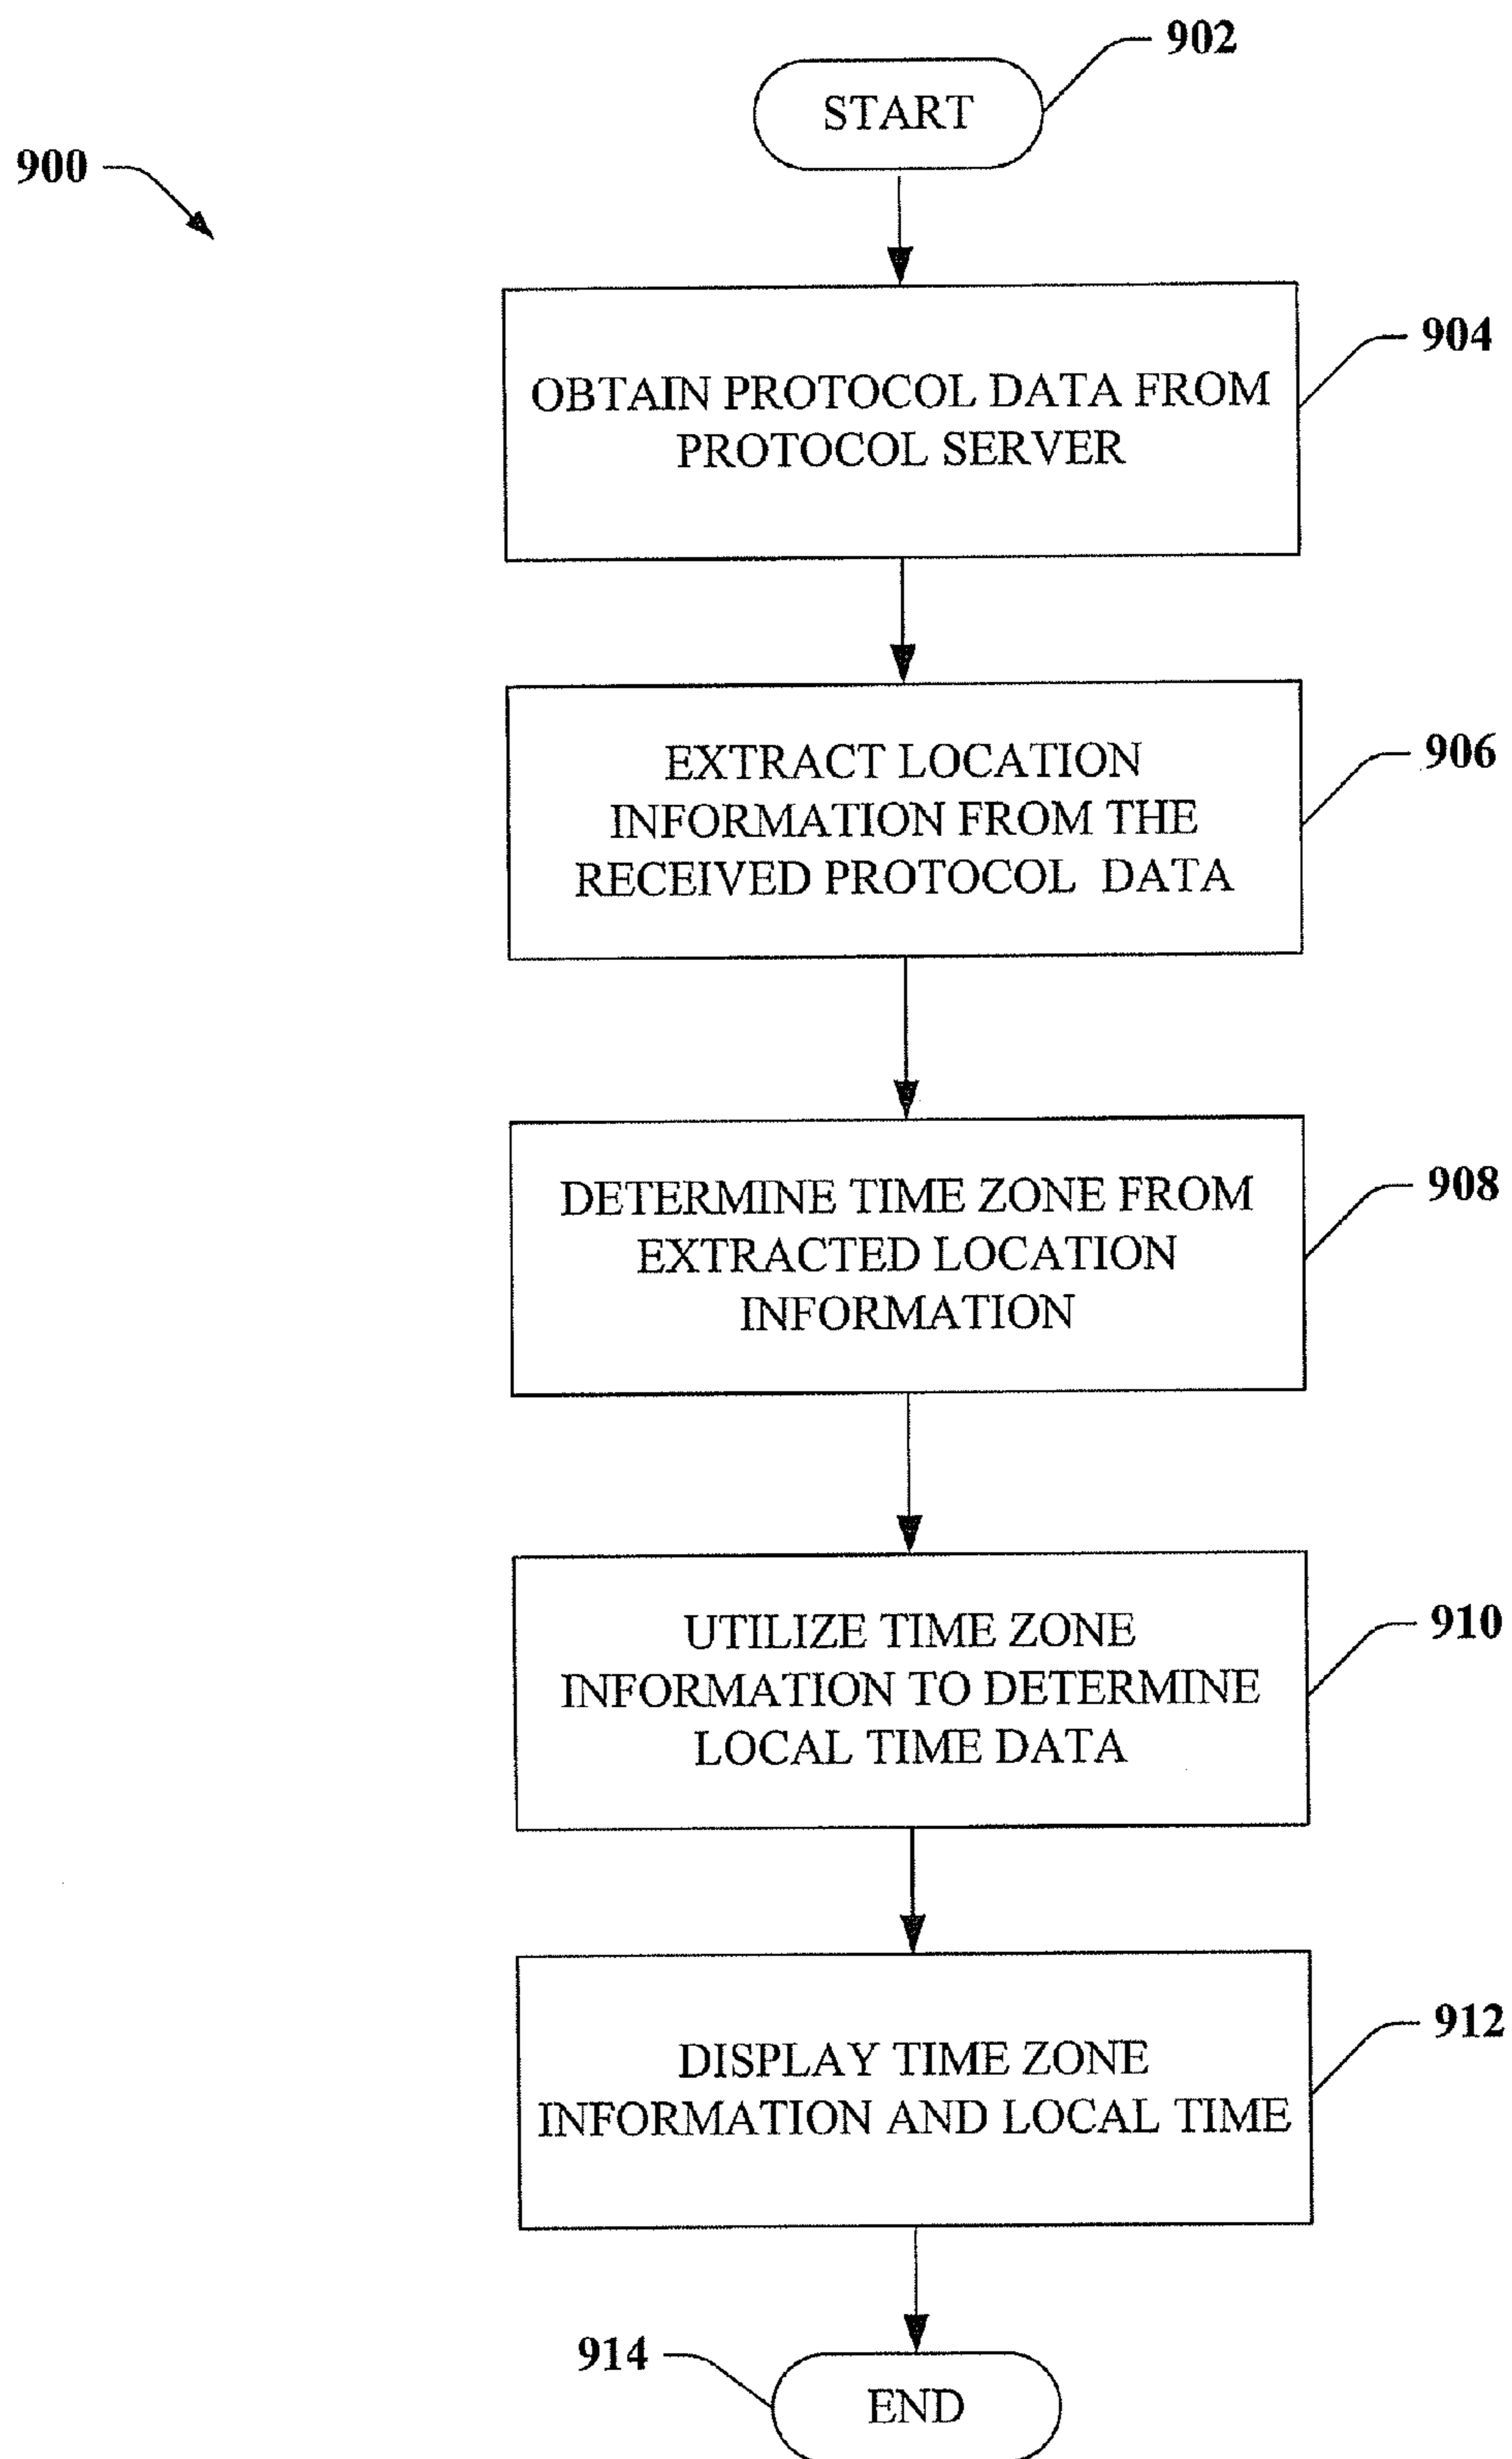 902
START
900
904
OBTAIN PROTOCOL DATA FROM
PROTOCOL SERVER
906
EXTRACT LOCATION
INFORMATION FROM THE
RECEIVED PROTOCOL DATA
908
DETERMINE TIME ZONE FROM
EXTRACTED LOCATION
INFORMATION
910
UTILIZE TIME ZONE
INFORMATION TO DETERMINE
LOCAL TIME DATA
912
DISPLAY TIME ZONE
INFORMATION AND LOCAL TIME
914
END